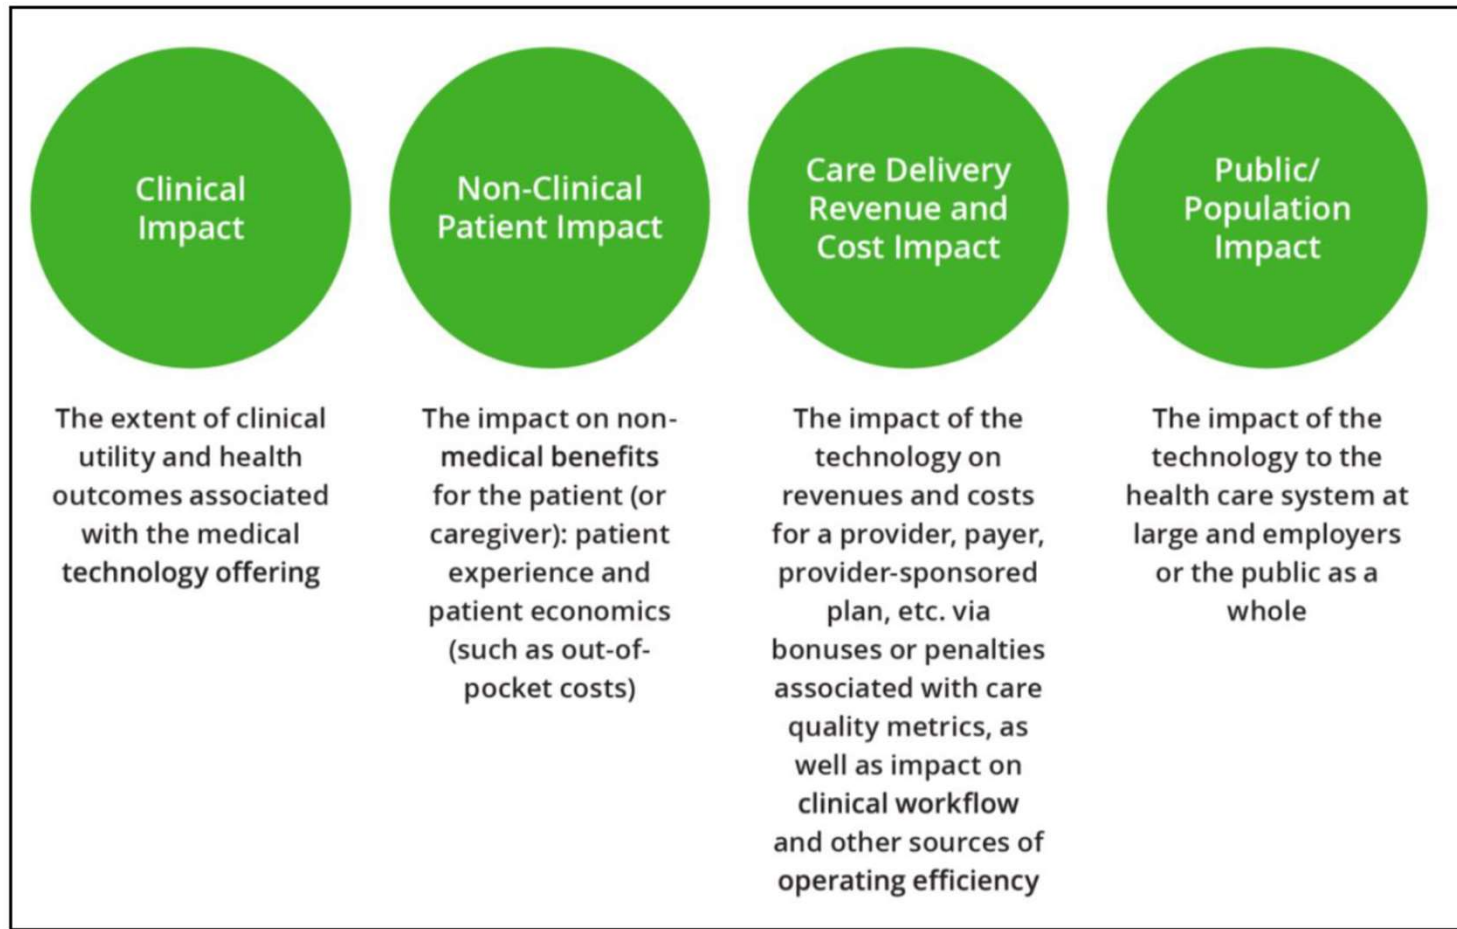 Clinical
Impact
The extent of clinical
utility and health
outcomes associated
with the medical
technology offering
Non-Clinical
Patient Impact
The impact on non-
medical benefits
for the patient (or
caregiver): patient
experience and
patient economics
(such as out-of-
pocket costs)
Care Delivery
Revenue and
Cost Impact
The impact of the
technology on
revenues and costs
for a provider, payer,
provider-sponsored
plan, etc. via
bonuses or penalties
associated with care
quality metrics, as
well as impact on
clinical workflow
and other sources of
operating efficiency
Public/
Population
Impact
The impact of the
technology to the
health care system at
large and employers
or the public as a
whole